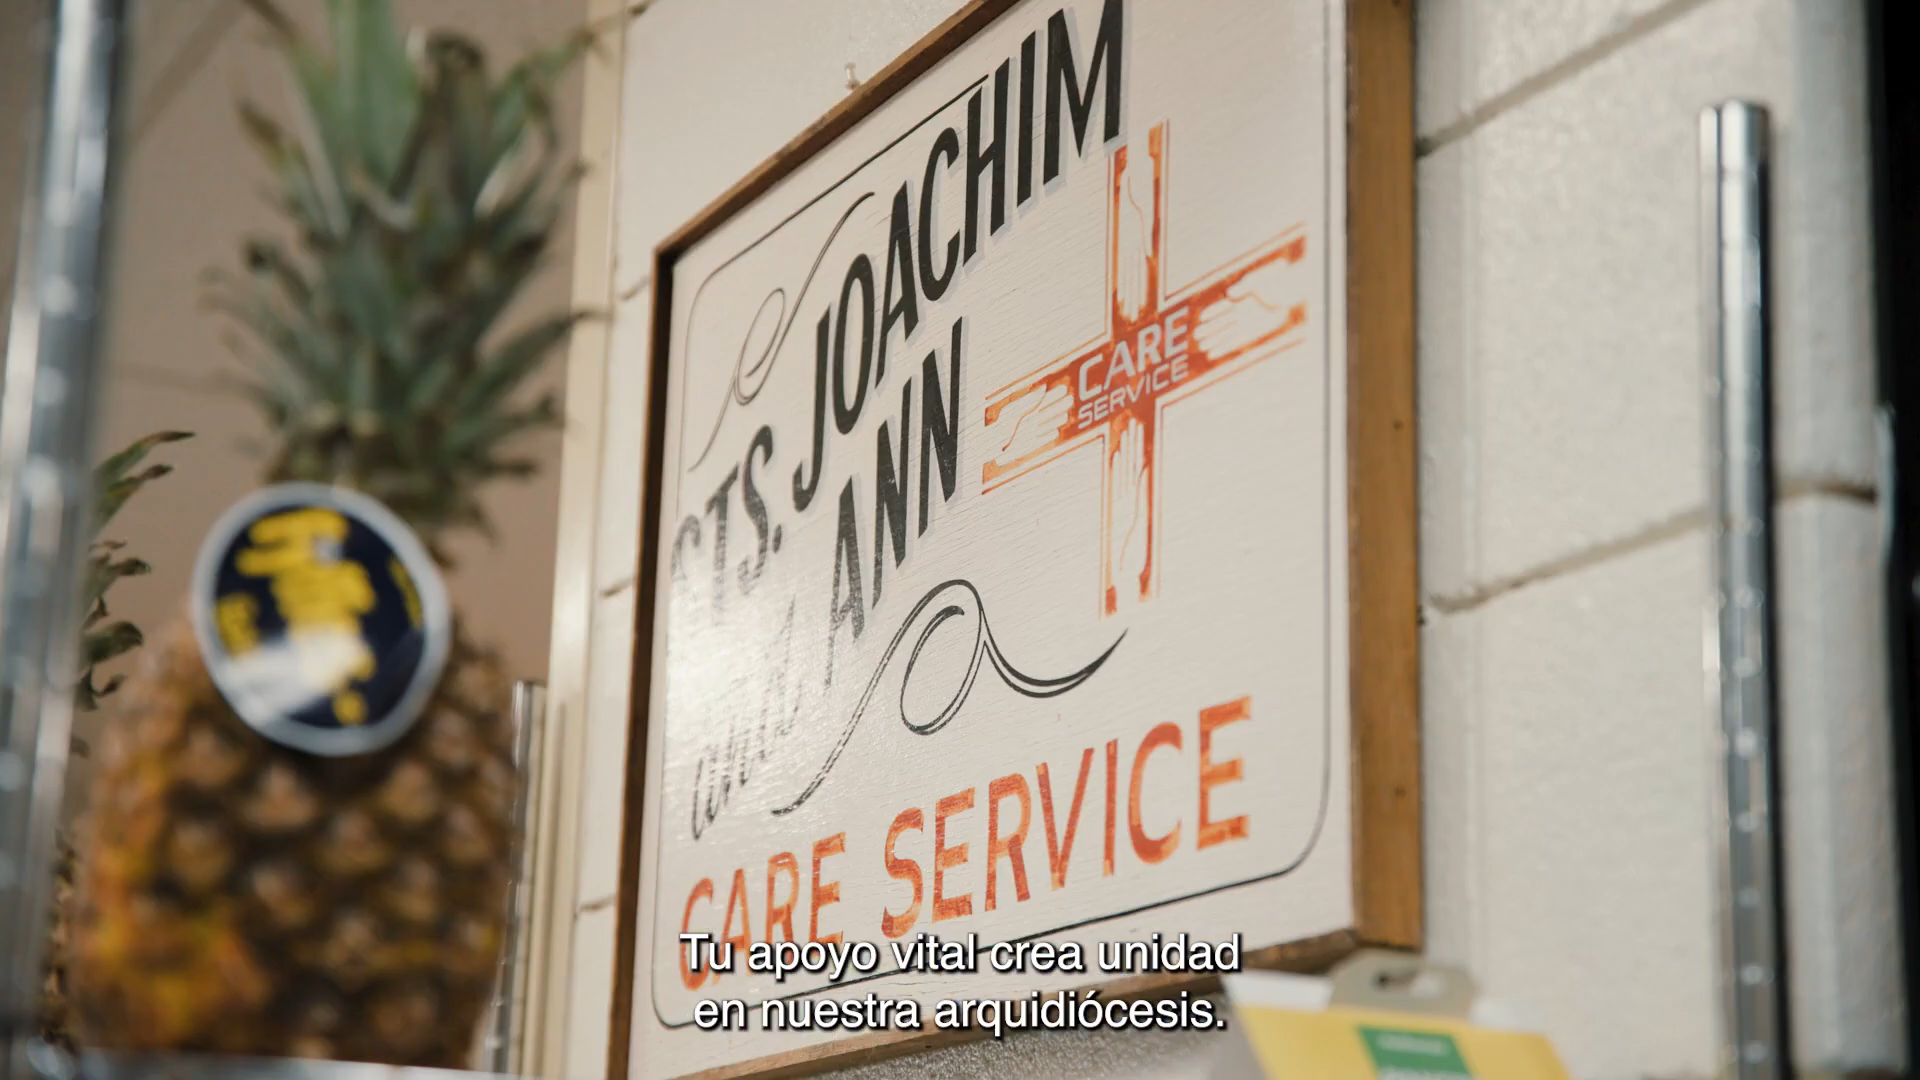 STS. JOACHIM
and ANN
CARE
SERVICE
CARE SERVICE
Tu apoyo vital crea unidad
en nuestra arquidiócesis.